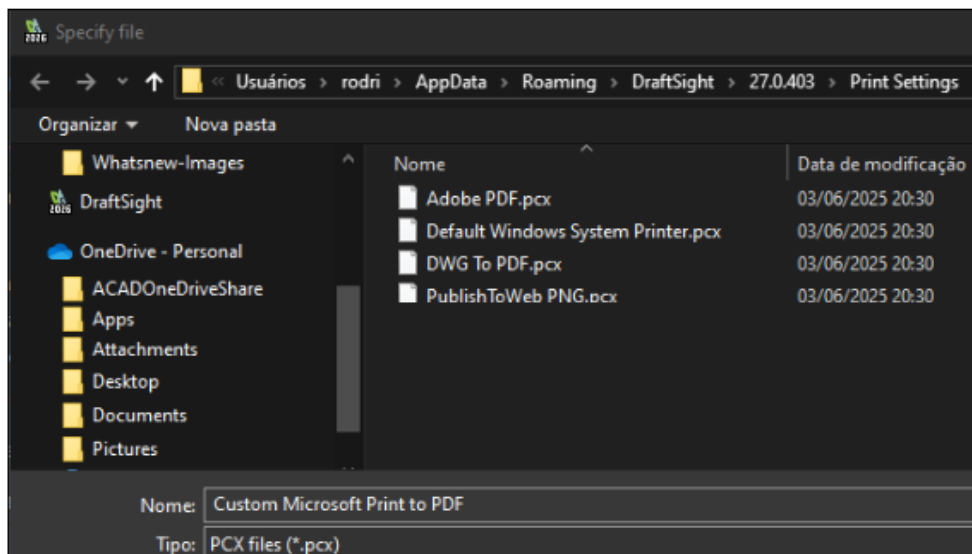 2026 Specify file
« Usuários › rodri › AppData › Roaming › DraftSight › 27.0.403 › Print Settings
Organizar Nova pasta
Whatsnew-Images
2026 DraftSight
OneDrive - Personal
ACADOneDriveShare
Apps
Attachments
Desktop
Documents
Pictures
Nome Data de modificação
Adobe PDF.pcx 03/06/2025 20:30
Default Windows System Printer.pcx 03/06/2025 20:30
DWG To PDF.pcx 03/06/2025 20:30
PublishToWeb PNG.pcx 03/06/2025 20:30
Nome: Custom Microsoft Print to PDF
Tipo: PCX files (*.pcx)